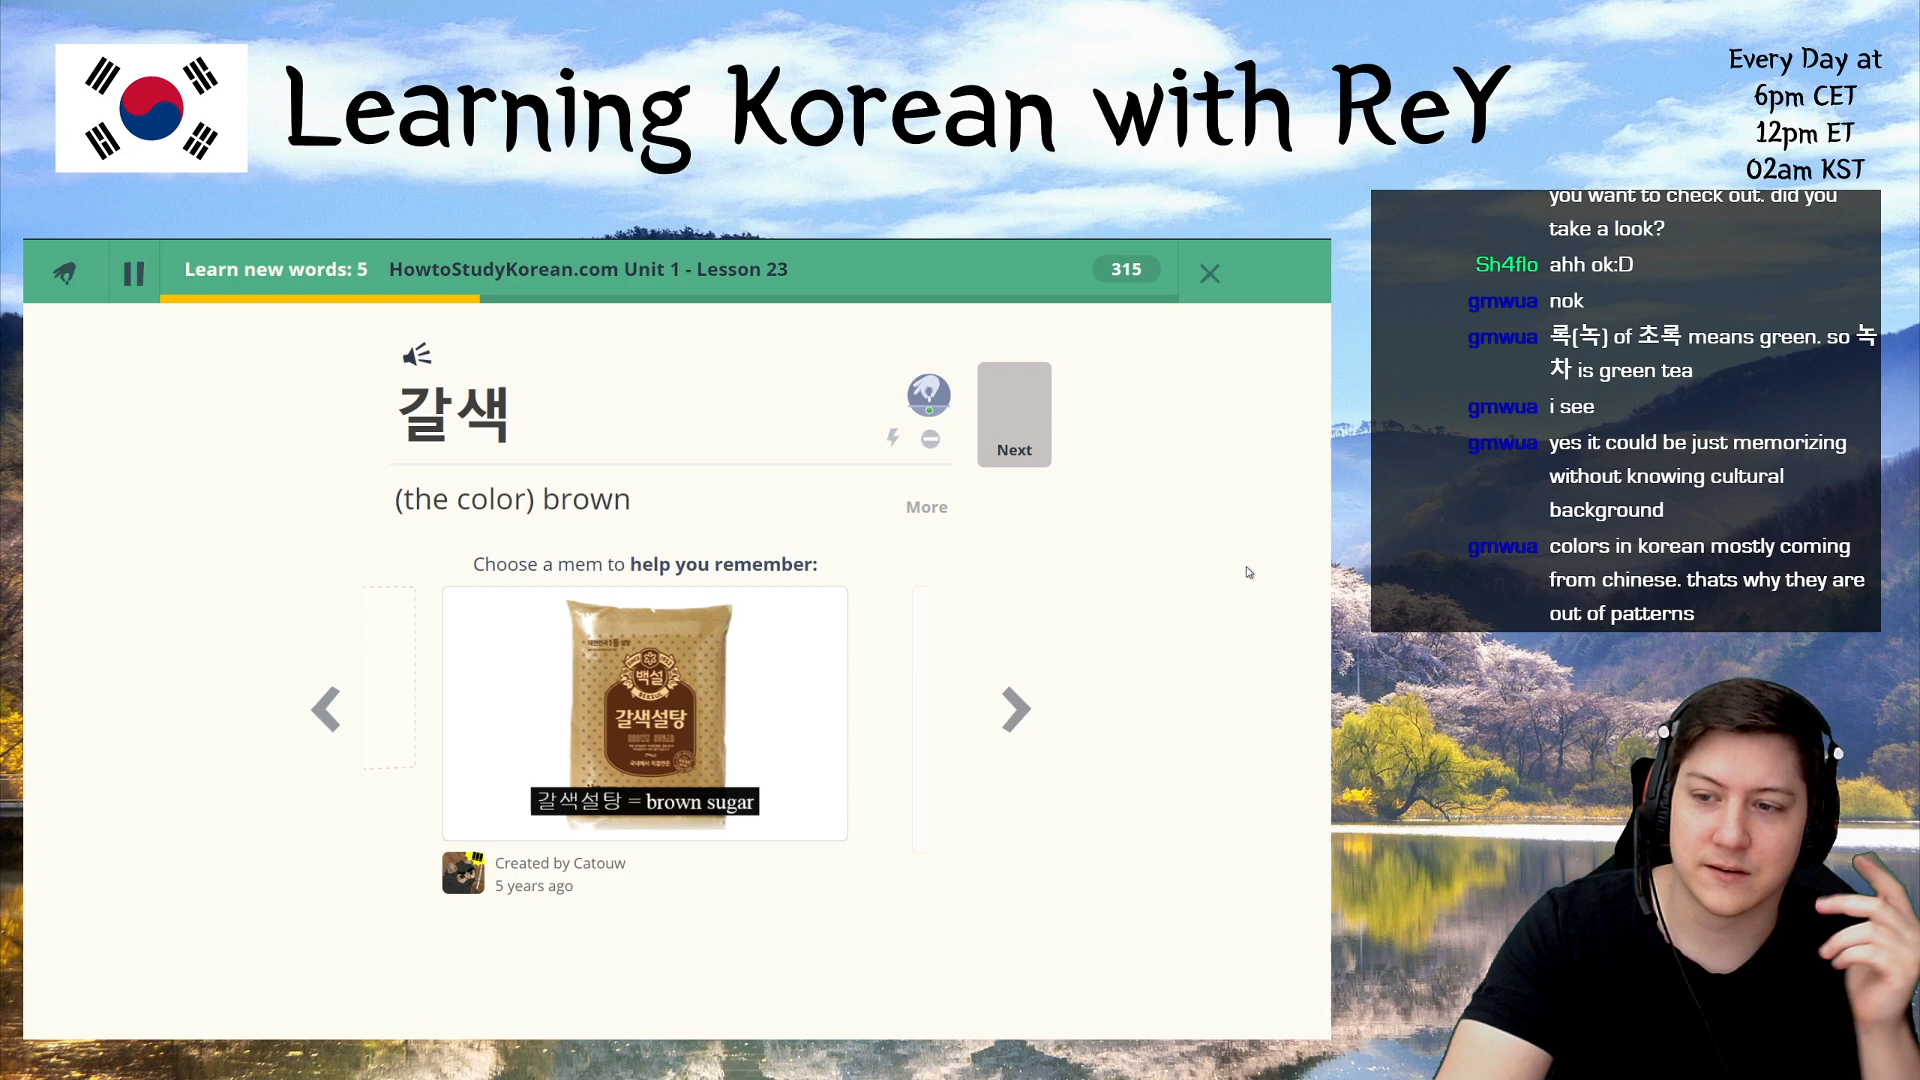 Learning Korean with ReY
Every Day at
6pm CET
12pm ET
02am KST
you want to check out. did you
take a look?
Sh4flo ahh ok:D
gmwua nok
gmwua 록[녹] of 초록 means green. so 녹
차 is green tea
gmwua i see
gmwua yes it could be just memorizing
without knowing cultural
background
gmwua colors in korean mostly coming
from chinese. thats why they are
out of patterns
Learn new words: 5 HowtoStudyKorean.com Unit 1 - Lesson 23 315
갈색
Next
(the color) brown
More
Choose a mem to help you remember:
백설
갈색설탕
BROWN SUGAR
갈색설탕 = brown sugar
Created by Catouw
5 years ago